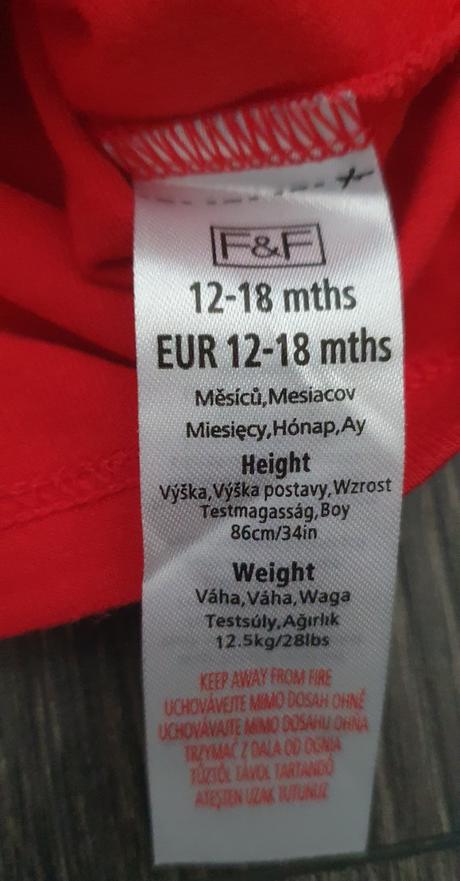 F&F
12-18 mths
EUR 12-18 mths
Měsíců,Mesiacov
Miesięcy,Hónap,Ay
Height
Výška,Výška postavy,Wzrost
Testmagasság,Boy
86cm/34in
Weight
Váha,Váha,Waga
Testsúly,Ağırlık
12.5kg/28lbs
KEEP AWAY FROM FIRE
UCHOVÁVEJTE MIMO DOSAH OHNĚ
UCHOVÁVAJTE MIMO DOSAHU OHŇA
TRZYMAĆ Z DALA OD OGNIA
TŰZTŐL TÁVOL TARTANDÓ
ATEŞTEN UZAK TUTUNUZ